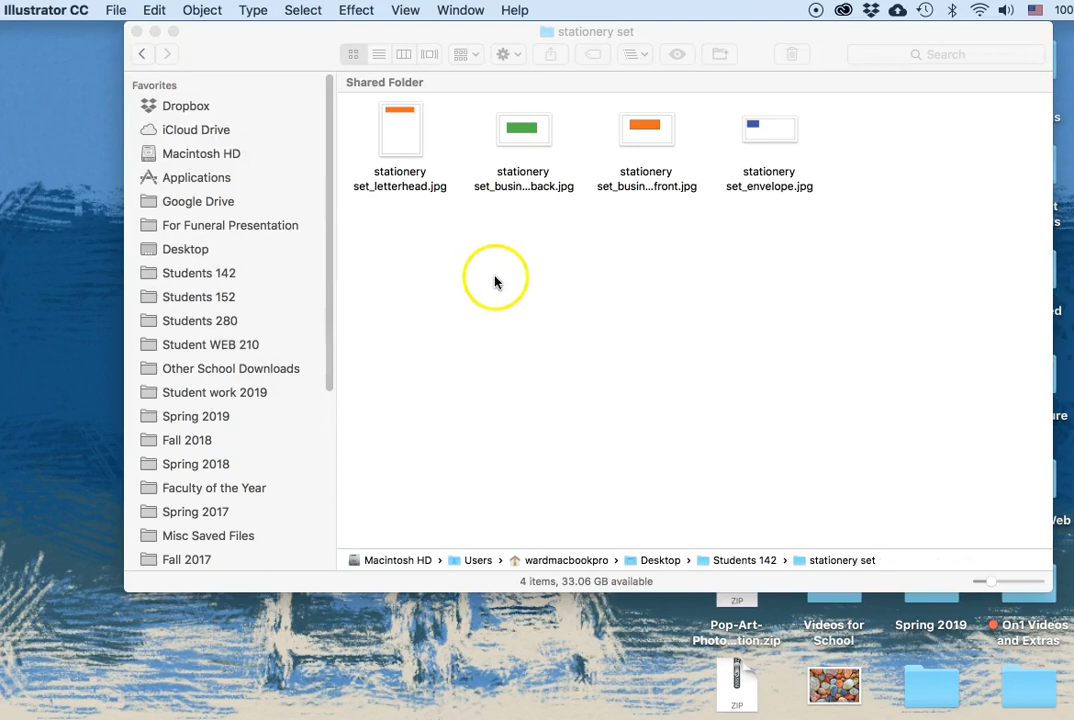 Illustrator CC File Edit Object Type Select Effect View Window Help 100
stationery set
Search
Favorites
Dropbox
iCloud Drive
Macintosh HD
Applications
Google Drive
For Funeral Presentation
Desktop
Students 142
Students 152
Students 280
Student WEB 210
Other School Downloads
Student work 2019
Spring 2019
Fall 2018
Spring 2018
Faculty of the Year
Spring 2017
Misc Saved Files
Fall 2017
Shared Folder
stationery
set_letterhead.jpg
stationery
set_busin...back.jpg
stationery
set_busin...front.jpg
stationery
set_envelope.jpg
Macintosh HD › Users › wardmacbookpro › Desktop › Students 142 › stationery set
4 items, 33.06 GB available
ZIP
Pop-Art-
Photo...tion.zip
Videos for
School
Spring 2019
On1 Videos
and Extras
ZIP